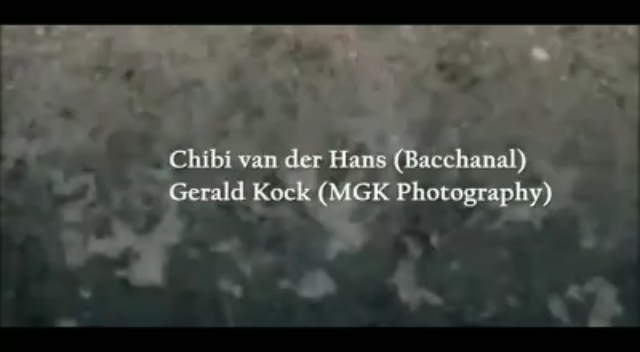 Chibi van der Hans (Bacchanal)
Gerald Kock (MGK Photography)